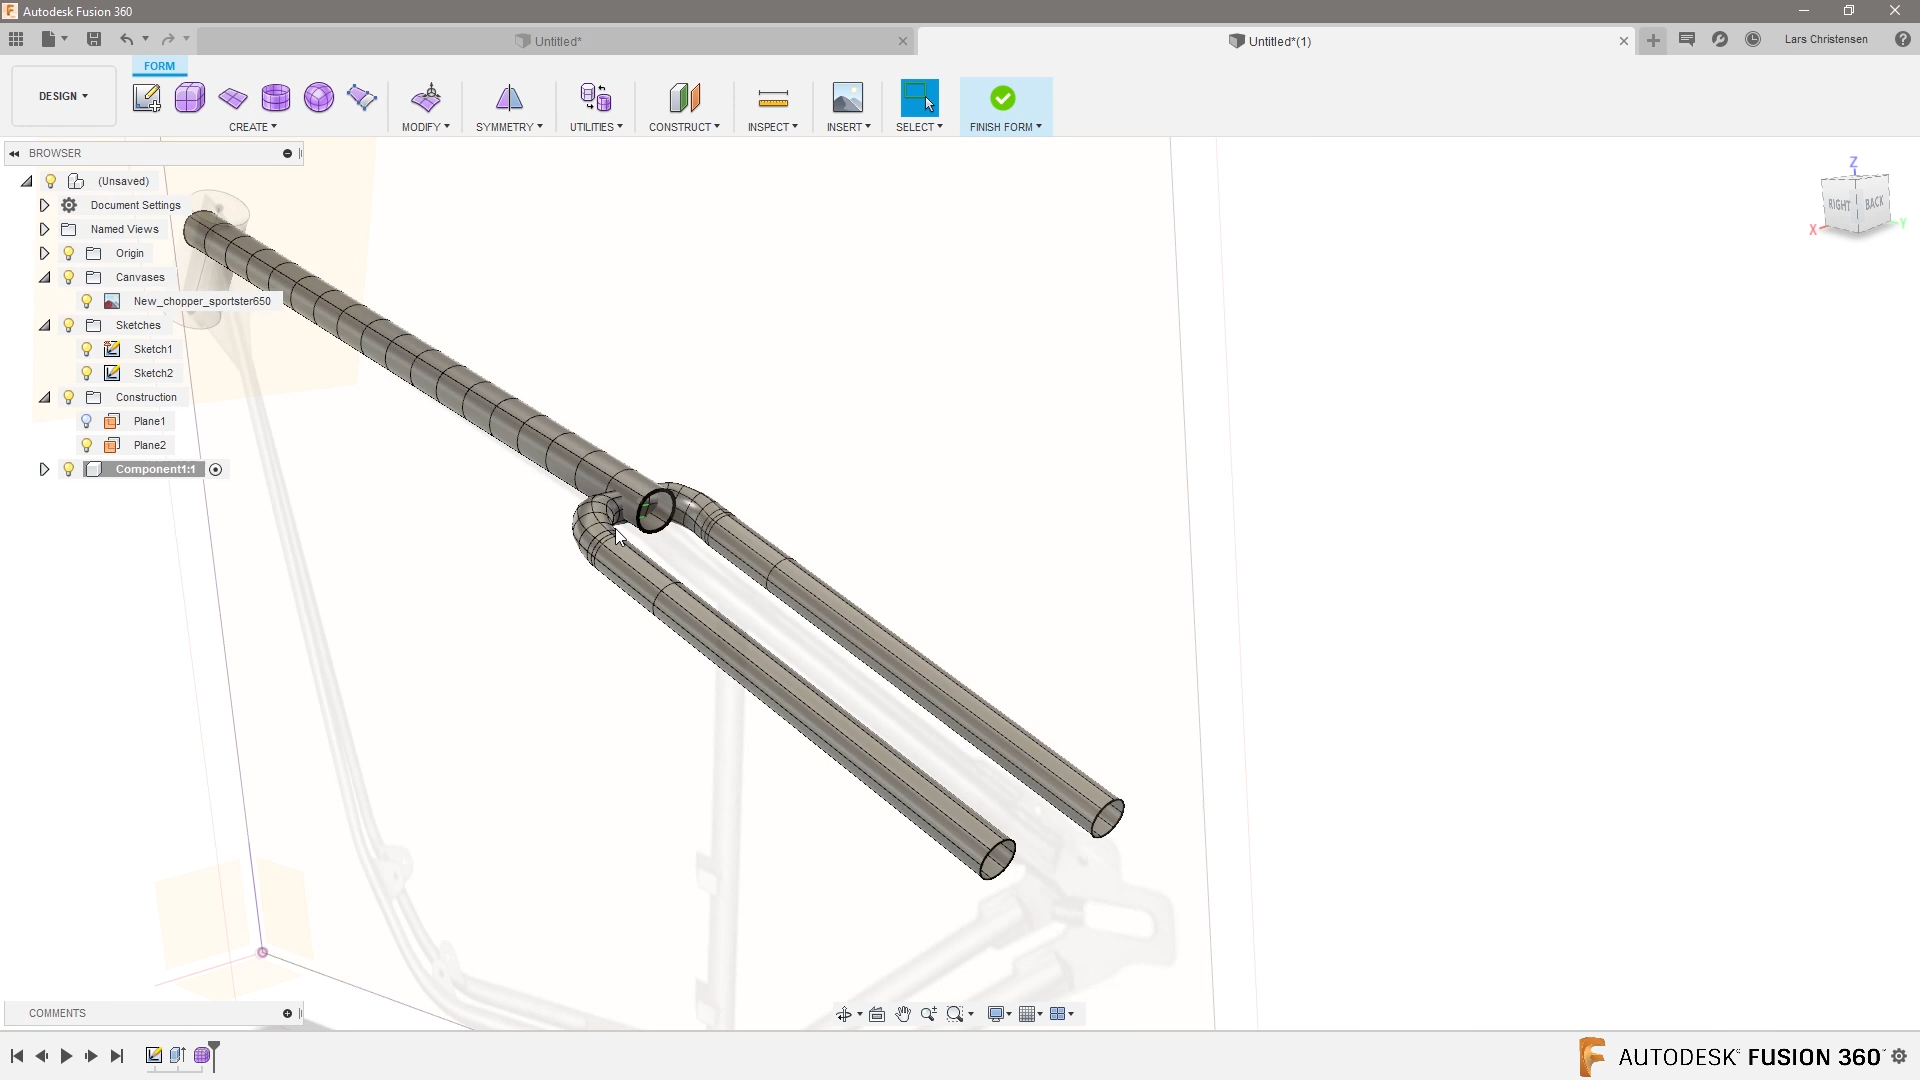 Autodesk Fusion 360
Untitled*
Untitled*(1)
Lars Christensen
FORM
DESIGN
CREATE
MODIFY
SYMMETRY
UTILITIES
CONSTRUCT
INSPECT
INSERT
SELECT
FINISH FORM
BROWSER
(Unsaved)
Document Settings
Named Views
Origin
Canvases
New_chopper_sportster650
Sketches
Sketch1
Sketch2
Construction
Plane1
Plane2
Component1:1
Z
RIGHT
BACK
X
Y
COMMENTS
AUTODESK FUSION 360